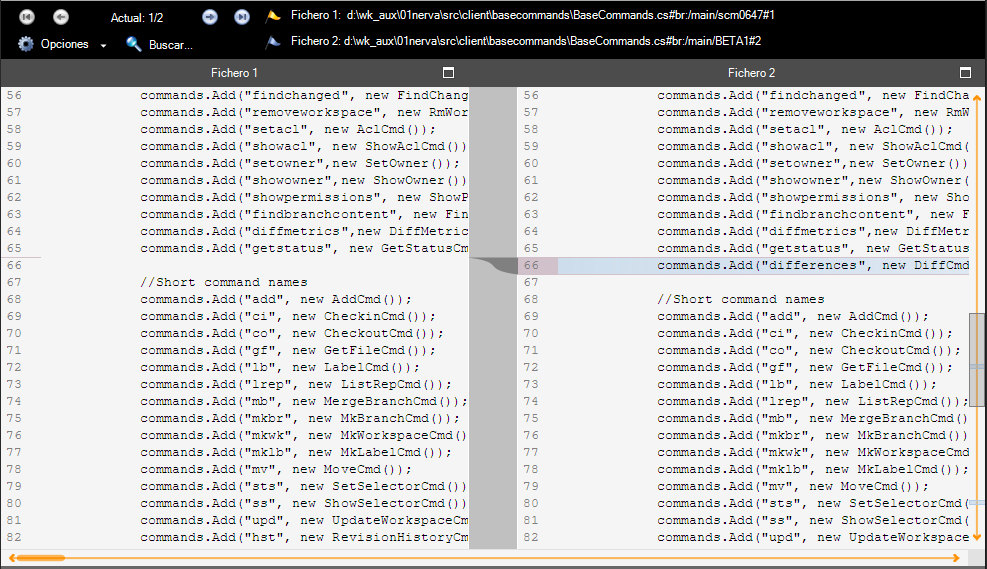 Actual: 1/2
Fichero 1: d:\wk_aux\01nerva\src\client\basecommands\BaseCommands.cs#br:/main/scm0647#1
Opciones
Buscar...
Fichero 2: d:\wk_aux\01nerva\src\client\basecommands\BaseCommands.cs#br:/main/BETA1#2
Fichero 1
56 commands.Add("findchanged", new FindChang
57 commands.Add("removeworkspace", new RmWor
58 commands.Add("setacl", new AclCmd());
59 commands.Add("showacl", new ShowAclCmd())
60 commands.Add("setowner",new SetOwner());
61 commands.Add("showowner",new ShowOwner())
62 commands.Add("showpermissions", new ShowP
63 commands.Add("findbranchcontent", new Fin
64 commands.Add("diffmetrics",new DiffMetric
65 commands.Add("getstatus", new GetStatusCm
66
67 //Short command names
68 commands.Add("add", new AddCmd());
69 commands.Add("ci", new CheckinCmd());
70 commands.Add("co", new CheckoutCmd());
71 commands.Add("gf", new GetFileCmd());
72 commands.Add("lb", new LabelCmd());
73 commands.Add("lrep", new ListRepCmd());
74 commands.Add("mb", new MergeBranchCmd());
75 commands.Add("mkbr", new MkBranchCmd());
76 commands.Add("mkwk", new MkWorkspaceCmd()
77 commands.Add("mklb", new MkLabelCmd());
78 commands.Add("mv", new MoveCmd());
79 commands.Add("sts", new SetSelectorCmd())
80 commands.Add("ss", new ShowSelectorCmd())
81 commands.Add("upd", new UpdateWorkspaceCm
82 commands.Add("hst", new RevisionHistoryCm
Fichero 2
56 commands.Add("findchanged", new FindCha
57 commands.Add("removeworkspace", new RmW
58 commands.Add("setacl", new AclCmd());
59 commands.Add("showacl", new ShowAclCmd(
60 commands.Add("setowner",new SetOwner())
61 commands.Add("showowner",new ShowOwner(
62 commands.Add("showpermissions", new Sho
63 commands.Add("findbranchcontent", new F
64 commands.Add("diffmetrics",new DiffMetr
65 commands.Add("getstatus", new GetStatus
66 commands.Add("differences", new DiffCmd
67
68 //Short command names
69 commands.Add("add", new AddCmd());
70 commands.Add("ci", new CheckinCmd());
71 commands.Add("co", new CheckoutCmd());
72 commands.Add("gf", new GetFileCmd());
73 commands.Add("lb", new LabelCmd());
74 commands.Add("lrep", new ListRepCmd());
75 commands.Add("mb", new MergeBranchCmd()
76 commands.Add("mkbr", new MkBranchCmd())
77 commands.Add("mkwk", new MkWorkspaceCmd
78 commands.Add("mklb", new MkLabelCmd());
79 commands.Add("mv", new MoveCmd());
80 commands.Add("sts", new SetSelectorCmd(
81 commands.Add("ss", new ShowSelectorCmd(
82 commands.Add("upd", new UpdateWorkspace